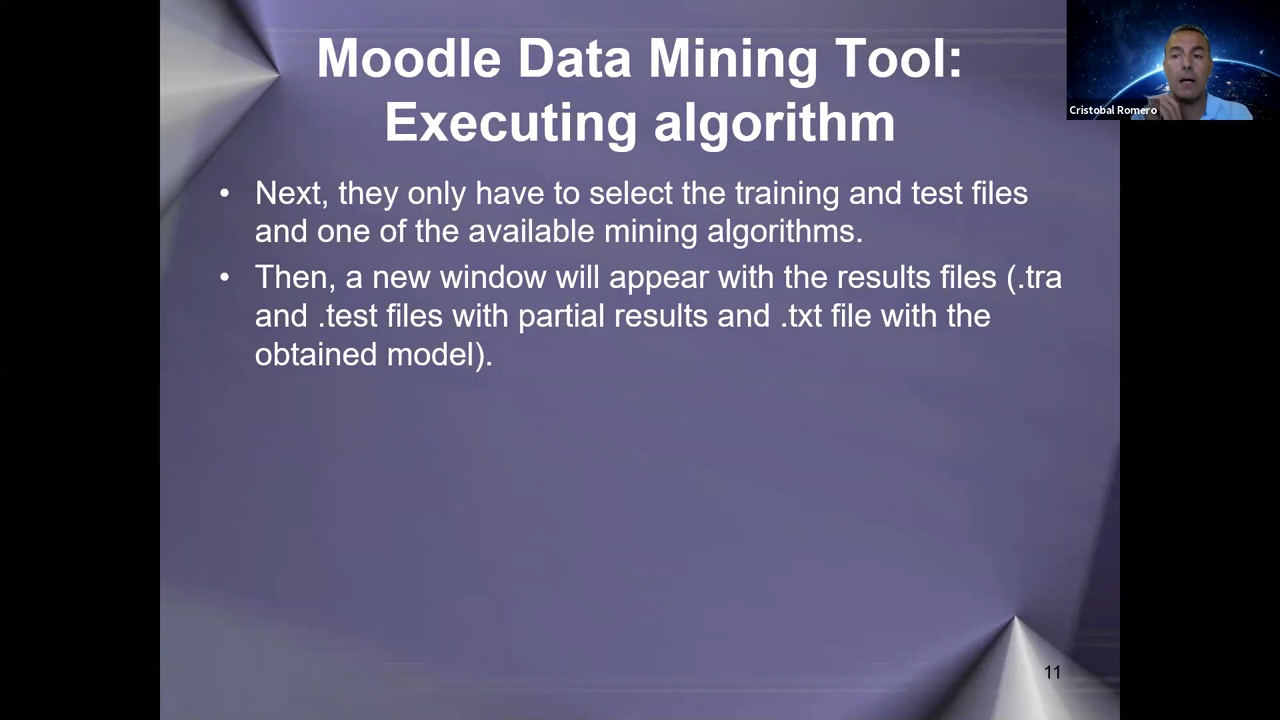 Moodle Data Mining Tool:
Executing algorithm
Cristobal Romero
• Next, they only have to select the training and test files
and one of the available mining algorithms.
• Then, a new window will appear with the results files (.tra
and .test files with partial results and .txt file with the
obtained model).
11